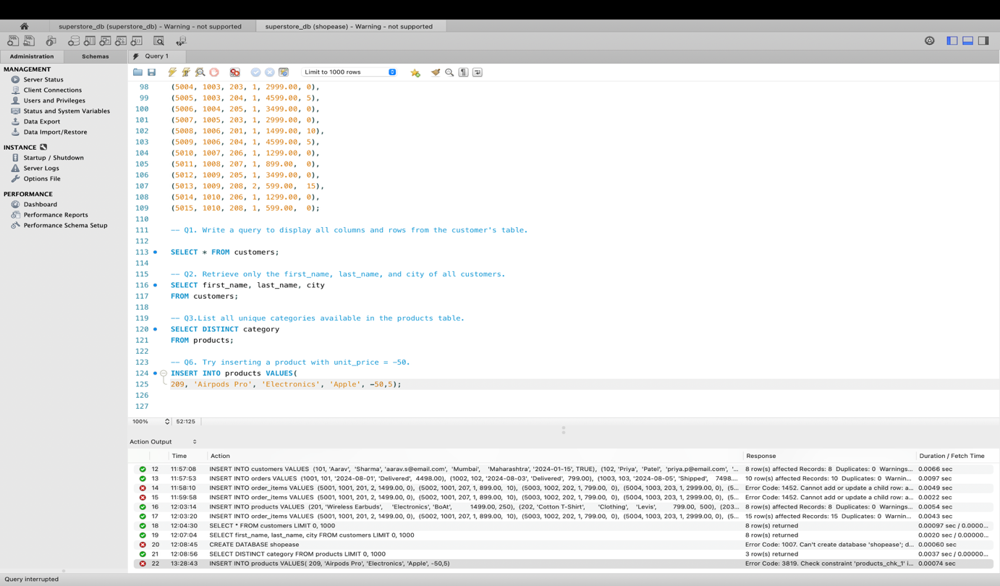 superstore_db (superstore_db) - Warning - not supported
superstore_db (shopease) - Warning - not supported
Administration
Schemas
Query 1
MANAGEMENT
Server Status
Client Connections
Users and Privileges
Status and System Variables
Data Export
Data Import/Restore
INSTANCE
Startup / Shutdown
Server Logs
Options File
PERFORMANCE
Dashboard
Performance Reports
Performance Schema Setup
Limit to 1000 rows
98 (5004, 1003, 203, 1, 2999.00, 0),
99 (5005, 1003, 204, 1, 4599.00, 5),
100 (5006, 1004, 205, 1, 3499.00, 0),
101 (5007, 1005, 203, 1, 2999.00, 0),
102 (5008, 1006, 201, 1, 1499.00, 10),
103 (5009, 1006, 204, 1, 4599.00, 5),
104 (5010, 1007, 206, 1, 1299.00, 0),
105 (5011, 1008, 207, 1, 899.00,  0),
106 (5012, 1009, 205, 1, 3499.00, 0),
107 (5013, 1009, 208, 2, 599.00,  15),
108 (5014, 1010, 206, 1, 1299.00, 0),
109 (5015, 1010, 208, 1, 599.00,  0);
110
111 -- Q1. Write a query to display all columns and rows from the customer's table.
112
113 SELECT * FROM customers;
114
115 -- Q2. Retrieve only the first_name, last_name, and city of all customers.
116 SELECT first_name, last_name, city
117 FROM customers;
118
119 -- Q3.List all unique categories available in the products table.
120 SELECT DISTINCT category
121 FROM products;
122
123 -- Q6. Try inserting a product with unit_price = -50.
124 INSERT INTO products VALUES(
125 209, 'Airpods Pro', 'Electronics', 'Apple', -50,5);
126
127
100% 52:125
Action Output
Time Action Response Duration / Fetch Time
12 11:57:08 INSERT INTO customers VALUES (101, 'Aarav', 'Sharma', 'aarav.s@email.com', 'Mumbai', 'Maharashtra', '2024-01-15', TRUE), (102, 'Priya', 'Patel', 'priya.p@email.com', '... 8 row(s) affected Records: 8 Duplicates: 0 Warnings... 0.0066 sec
13 11:57:53 INSERT INTO orders VALUES (1001, 101, '2024-08-01', 'Delivered', 4498.00), (1002, 102, '2024-08-03', 'Delivered', 799.00), (1003, 103, '2024-08-05', 'Shipped', 7498.... 10 row(s) affected Records: 10 Duplicates: 0 Warnin... 0.0097 sec
14 11:58:10 INSERT INTO order_items VALUES (5001, 1001, 201, 2, 1499.00, 0), (5002, 1001, 207, 1, 899.00, 10), (5003, 1002, 202, 1, 799.00, 0), (5004, 1003, 203, 1, 2999.00, 0), (5... Error Code: 1452. Cannot add or update a child row: a... 0.0049 sec
15 11:59:58 INSERT INTO order_items VALUES (5001, 1001, 201, 2, 1499.00, 0), (5002, 1001, 207, 1, 899.00, 10), (5003, 1002, 202, 1, 799.00, 0), (5004, 1003, 203, 1, 2999.00, 0), (5... Error Code: 1452. Cannot add or update a child row: a... 0.0022 sec
16 12:03:14 INSERT INTO products VALUES (201, 'Wireless Earbuds', 'Electronics', 'BoAt', 1499.00, 250), (202, 'Cotton T-Shirt', 'Clothing', 'Levis', 799.00, 500), (203... 8 row(s) affected Records: 8 Duplicates: 0 Warnings... 0.0054 sec
17 12:03:20 INSERT INTO order_items VALUES (5001, 1001, 201, 2, 1499.00, 0), (5002, 1001, 207, 1, 899.00, 10), (5003, 1002, 202, 1, 799.00, 0), (5004, 1003, 203, 1, 2999.00, 0), (5... 15 row(s) affected Records: 15 Duplicates: 0 Warnin... 0.0043 sec
18 12:04:30 SELECT * FROM customers LIMIT 0, 1000 8 row(s) returned 0.00097 sec / 0.0000...
19 12:07:04 SELECT first_name, last_name, city FROM customers LIMIT 0, 1000 8 row(s) returned 0.0020 sec / 0.0000...
20 12:08:45 CREATE DATABASE shopease Error Code: 1007. Can't create database 'shopease'; d... 0.00060 sec
21 12:08:56 SELECT DISTINCT category FROM products LIMIT 0, 1000 3 row(s) returned 0.0037 sec / 0.00000...
22 13:28:43 INSERT INTO products VALUES( 209, 'Airpods Pro', 'Electronics', 'Apple', -50,5) Error Code: 3819. Check constraint 'products_chk_1' i... 0.00074 sec
Query interrupted